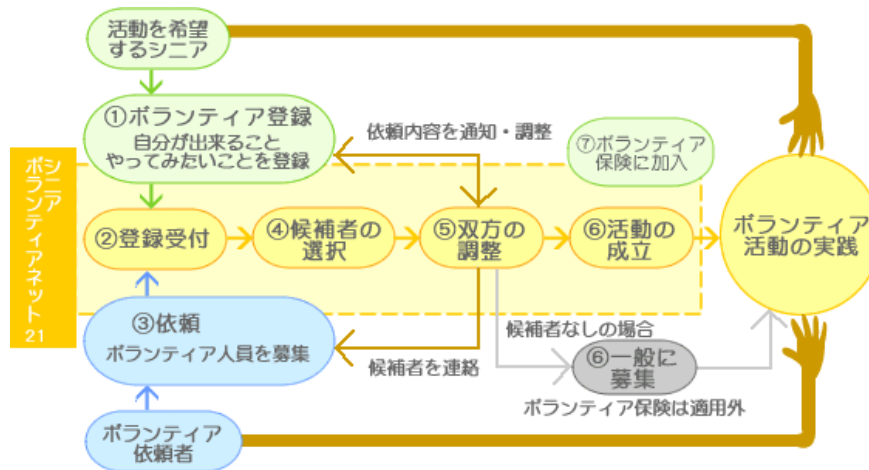 活動を希望
するシニア
①ボランティア登録
自分が出来ること
やってみたいことを登録
依頼内容を通知・調整
⑦ボランティア
保険に加入
シニア
ボランティアネット21
②登録受付
④候補者の
選択
⑤双方の
調整
⑥活動の
成立
ボランティア
活動の実践
③依頼
ボランティア人員を募集
候補者を連絡
候補者なしの場合
⑥一般に
募集
ボランティア保険は適用外
ボランティア
依頼者